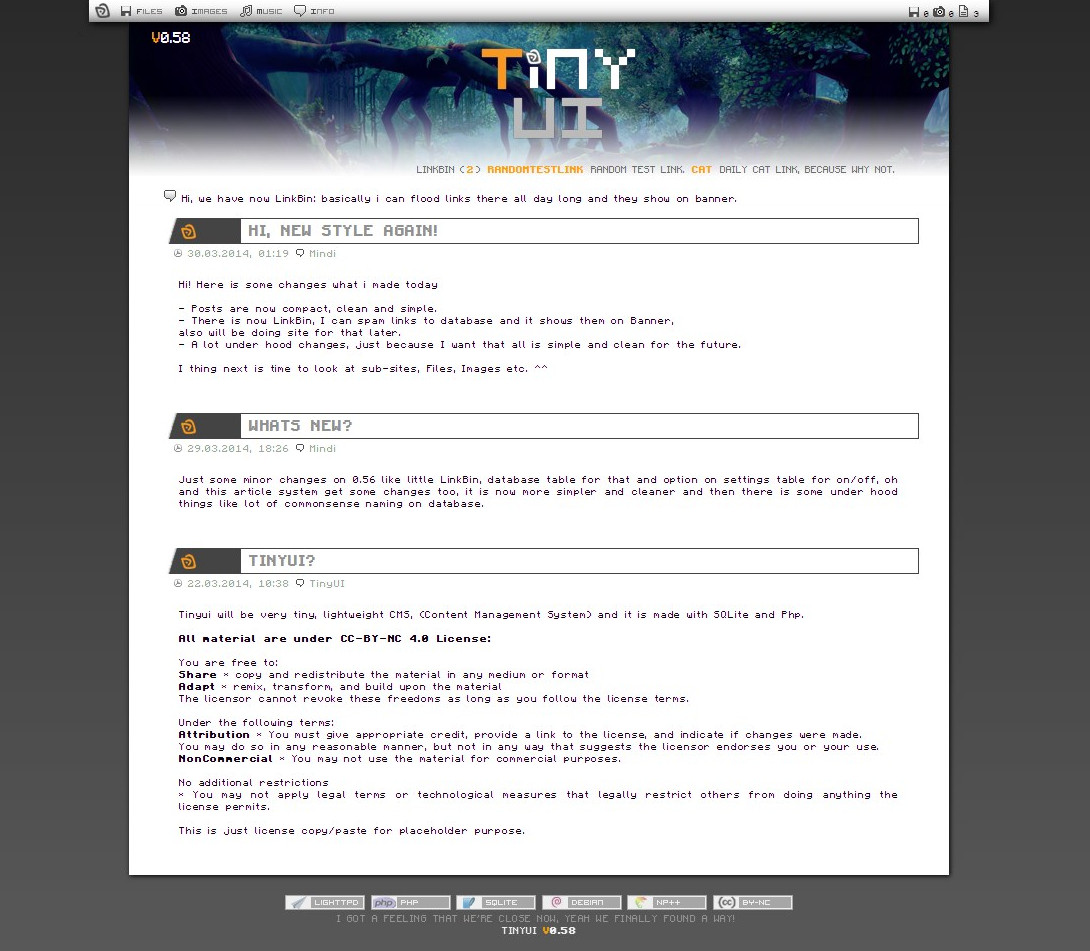 FILES IMAGES MUSIC INFO 0 0 3
V0.58
TiNY
UI
LINKBIN (2) RANDOMTESTLINK RANDOM TEST LINK. CAT DAILY CAT LINK, BECAUSE WHY NOT.
Hi, we have now LinkBin: basically i can flood links there all day long and they show on banner.
HI, NEW STYLE AGAIN!
30.03.2014, 01:19 Mindi
Hi! Here is some changes what i made today
- Posts are now compact, clean and simple.
- There is now LinkBin, I can spam links to database and it shows them on Banner,
also will be doing site for that later.
- A lot under hood changes, just because I want that all is simple and clean for the future.
I thing next is time to look at sub-sites, Files, Images etc. ^^
WHATS NEW?
29.03.2014, 18:26 Mindi
Just some minor changes on 0.56 like little LinkBin, database table for that and option on settings table for on/off, oh
and this article system get some changes too, it is now more simpler and cleaner and then there is some under hood
things like lot of commonsense naming on database.
TINYUI?
22.03.2014, 10:38 TinyUI
Tinyui will be very tiny, lightweight CMS, (Content Management System) and it is made with SQLite and Php.
All material are under CC-BY-NC 4.0 License:
You are free to:
Share * copy and redistribute the material in any medium or format
Adapt * remix, transform, and build upon the material
The licensor cannot revoke these freedoms as long as you follow the license terms.
Under the following terms:
Attribution * You must give appropriate credit, provide a link to the license, and indicate if changes were made.
You may do so in any reasonable manner, but not in any way that suggests the licensor endorses you or your use.
NonCommercial * You may not use the material for commercial purposes.
No additional restrictions
* You may not apply legal terms or technological measures that legally restrict others from doing anything the
license permits.
This is just license copy/paste for placeholder purpose.
LIGHTTPD php PHP SQLITE DEBIAN NP++ cc BY-NC
I GOT A FEELING THAT WE'RE CLOSE NOW, YEAH WE FINALLY FOUND A WAY!
TINYUI V0.58